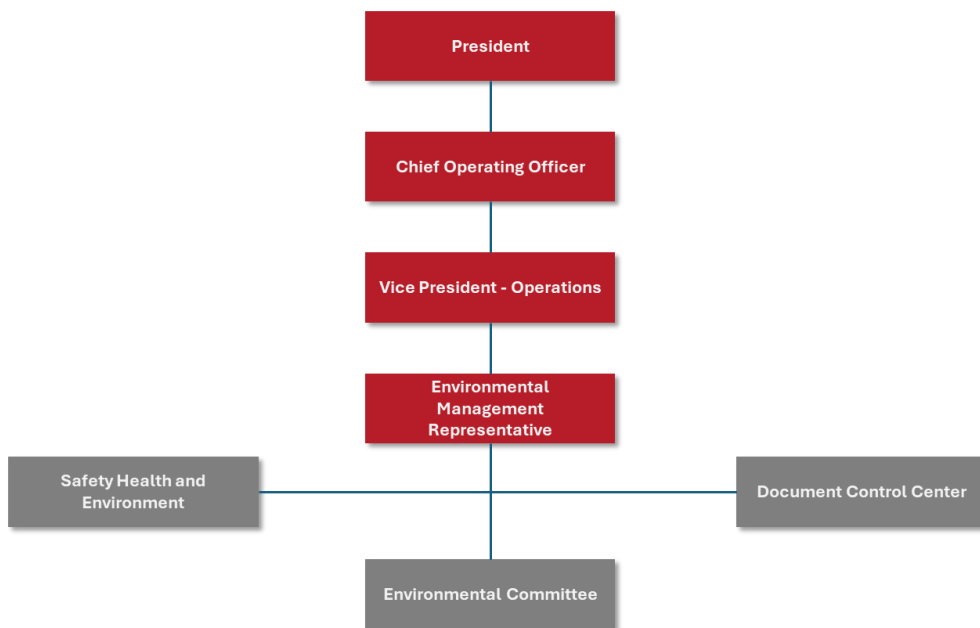 President
Chief Operating Officer
Vice President - Operations
Environmental
Management
Representative
Safety Health and
Environment
Document Control Center
Environmental Committee